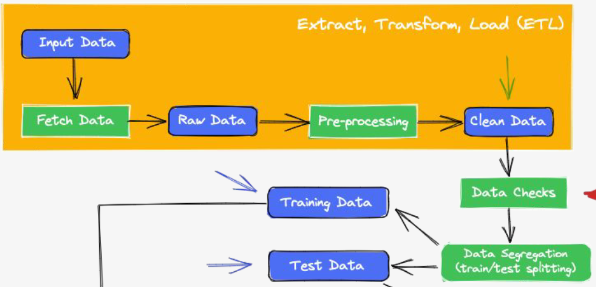 Extract, Transform, Load (ETL)
Input Data
Fetch Data
Raw Data
Pre-processing
Clean Data
Data Checks
Training Data
Data Segregation
(train/test splitting)
Test Data